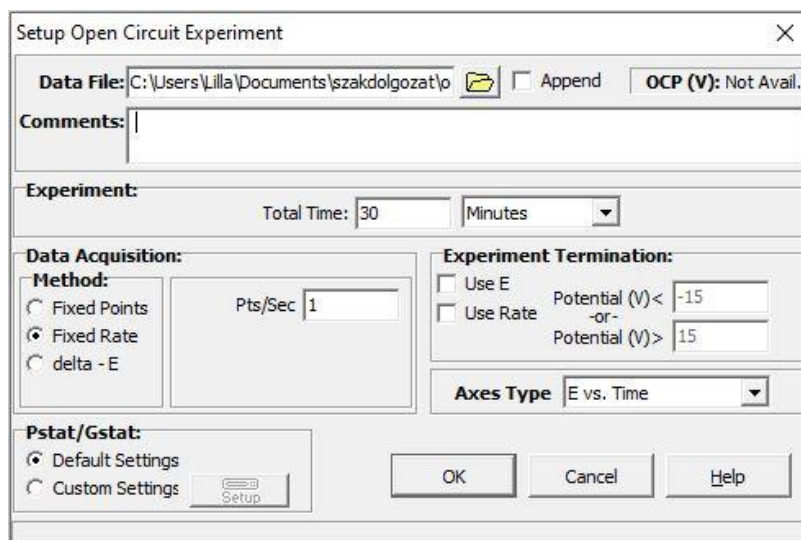 Setup Open Circuit Experiment
Data File: C:\Users\Lilla\Documents\szakdolgozat\o
Append
OCP (V): Not Avail.
Comments:
Experiment:
Total Time: 30 Minutes
Data Acquisition:
Method:
Fixed Points
Fixed Rate
delta - E
Pts/Sec 1
Experiment Termination:
Use E
Use Rate
Potential (V)< -15
-or-
Potential (V)> 15
Axes Type E vs. Time
Pstat/Gstat:
Default Settings
Custom Settings
Setup
OK
Cancel
Help